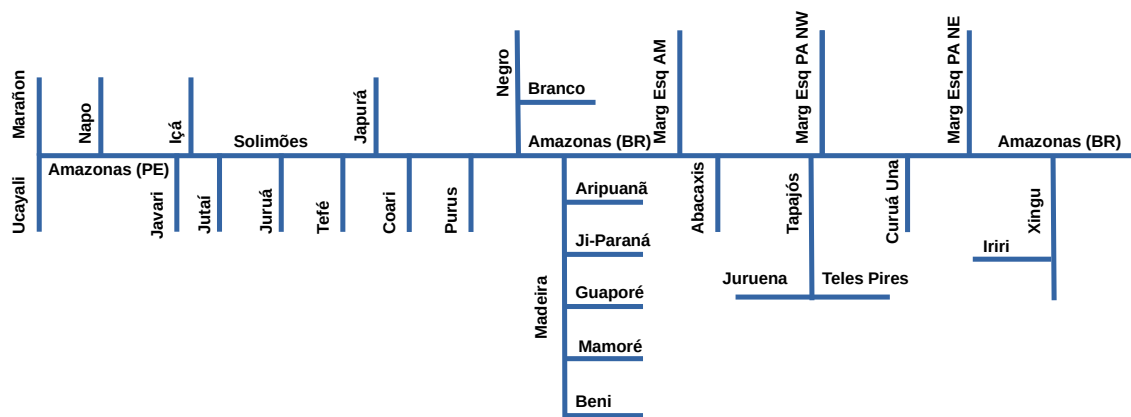 Marañon
Napo
Içá
Solimões
Japurá
Negro
Branco
Amazonas (BR)
Marg Esq AM
Marg Esq PA NW
Marg Esq PA NE
Amazonas (BR)
Ucayali
Amazonas (PE)
Javari
Jutaí
Juruá
Tefé
Coari
Purus
Madeira
Aripuanã
Ji-Paraná
Guaporé
Mamoré
Beni
Abacaxis
Tapajós
Juruena
Teles Pires
Curuá Una
Iriri
Xingu